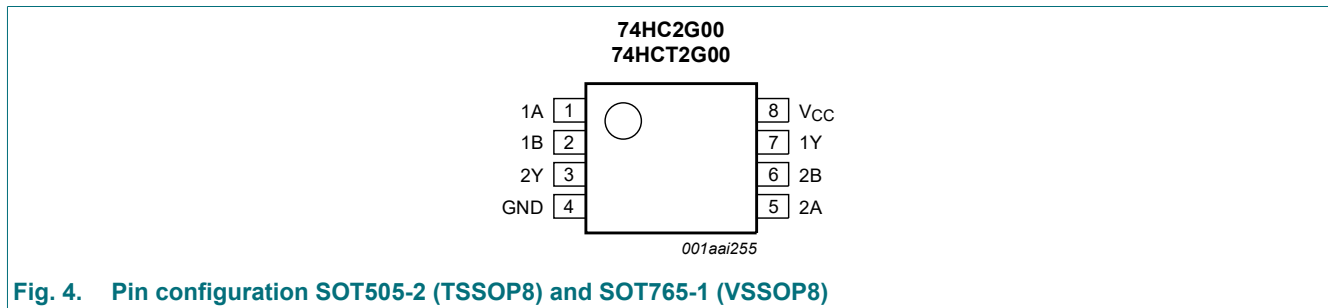 74HC2G00
74HCT2G00
1A 1 8 VCC
1B 2 7 1Y
2Y 3 6 2B
GND 4 5 2A
001aai255
Fig. 4. Pin configuration SOT505-2 (TSSOP8) and SOT765-1 (VSSOP8)